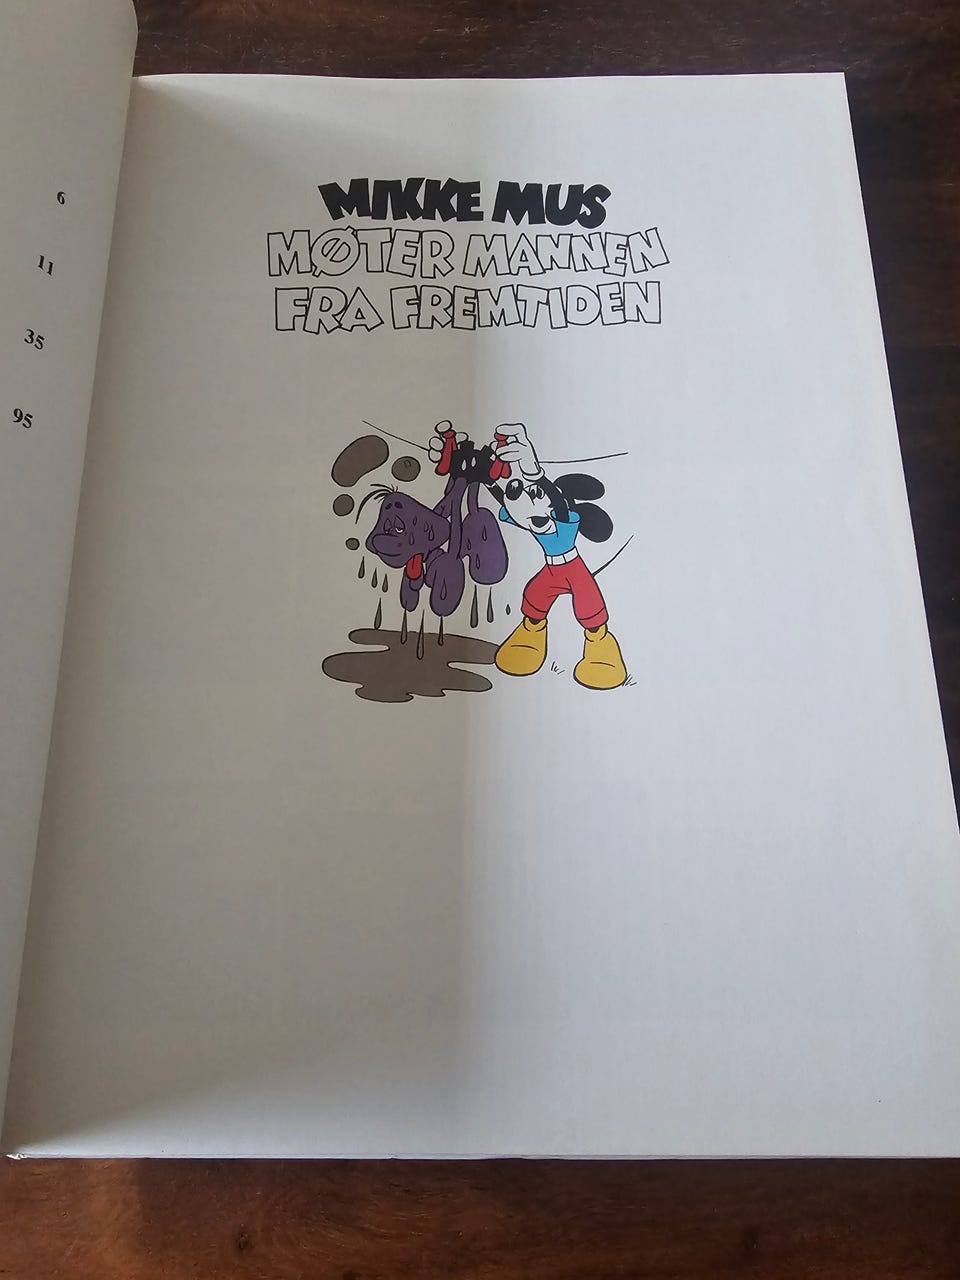 6
11
35
95
MIKKE MUS
MØTER MANNEN
FRA FREMTIDEN